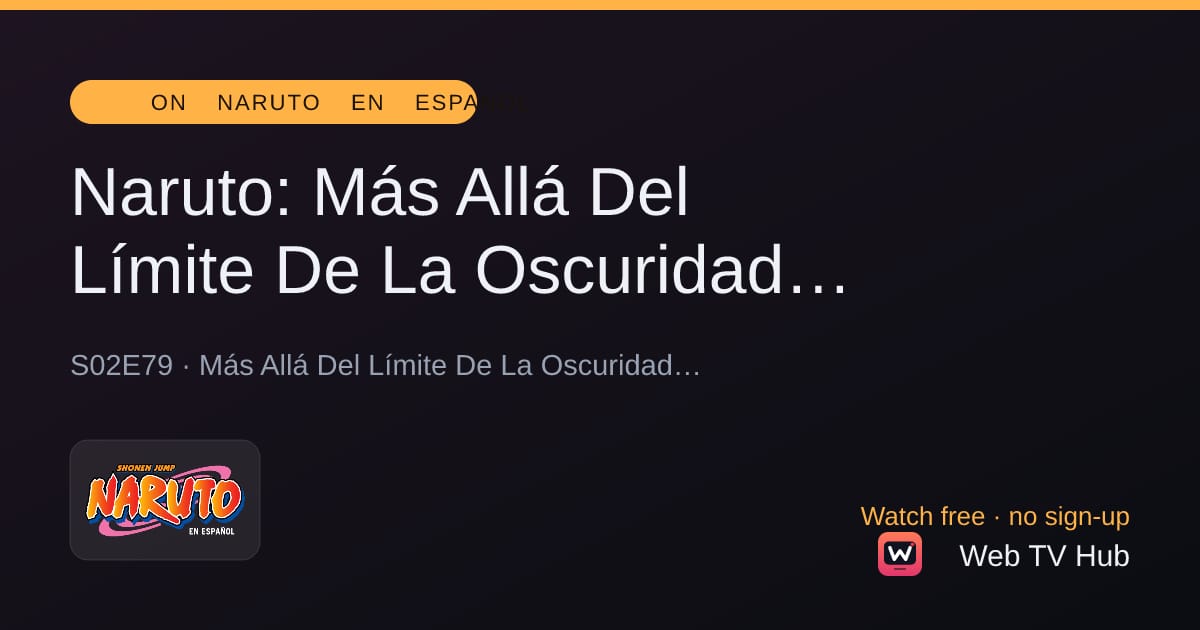 ON NARUTO EN ESPAÑOL
Naruto: Más Allá Del
Límite De La Oscuridad…
S02E79 · Más Allá Del Límite De La Oscuridad…
SHONEN JUMP
NARUTO
EN ESPAÑOL
Watch free · no sign-up
W
Web TV Hub